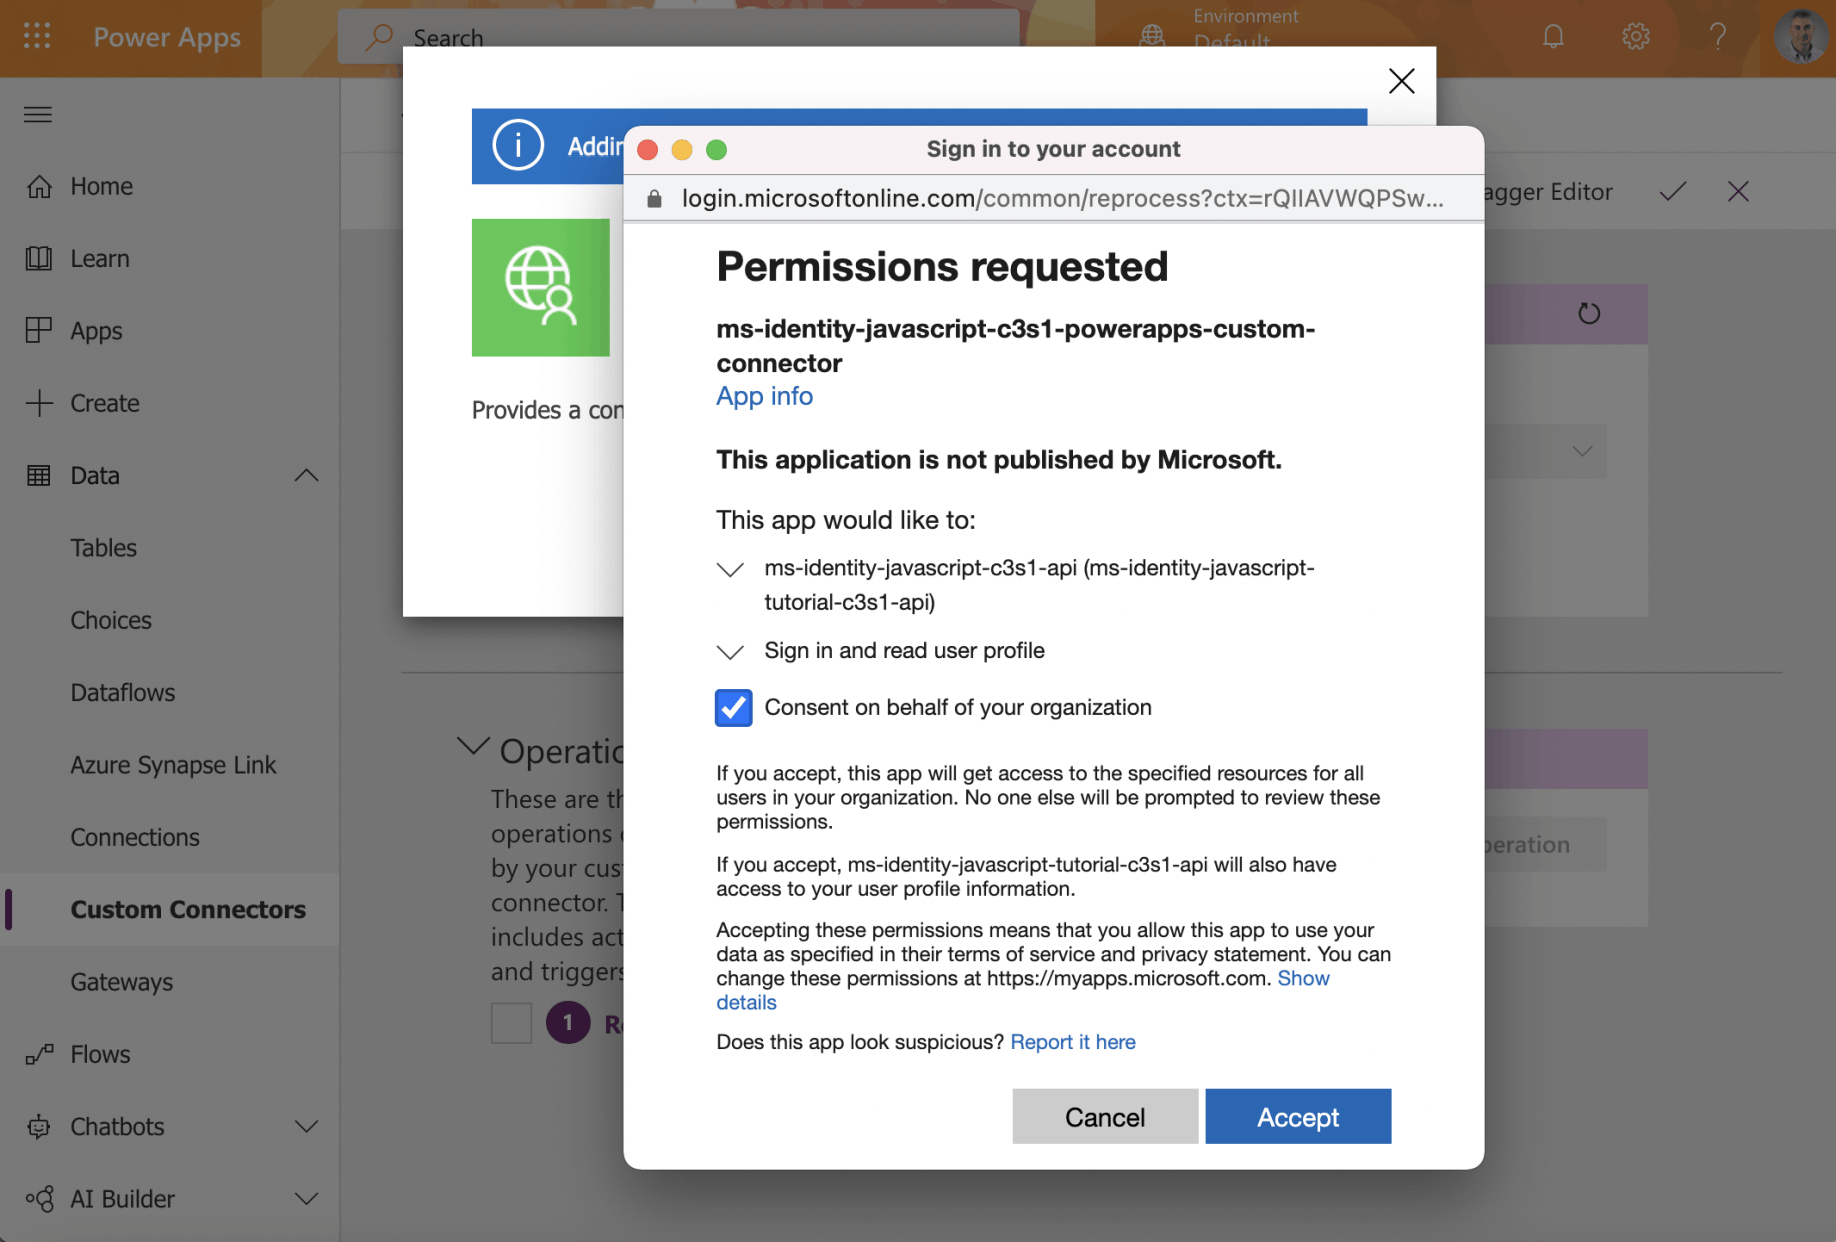 Power Apps
Search
Environment
Default
Home
Learn
Apps
Create
Data
Tables
Choices
Dataflows
Azure Synapse Link
Connections
Custom Connectors
Gateways
Flows
Chatbots
AI Builder
agger Editor
Provides a con
Operatio
These are th
operations
by your cus
connector. T
includes act
and triggers
1
peration
Sign in to your account
login.microsoftonline.com/common/reprocess?ctx=rQIIAVWQPSw...
Permissions requested
ms-identity-javascript-c3s1-powerapps-custom-
connector
App info
This application is not published by Microsoft.
This app would like to:
ms-identity-javascript-c3s1-api (ms-identity-javascript-
tutorial-c3s1-api)
Sign in and read user profile
Consent on behalf of your organization
If you accept, this app will get access to the specified resources for all
users in your organization. No one else will be prompted to review these
permissions.
If you accept, ms-identity-javascript-tutorial-c3s1-api will also have
access to your user profile information.
Accepting these permissions means that you allow this app to use your
data as specified in their terms of service and privacy statement. You can
change these permissions at https://myapps.microsoft.com. Show
details
Does this app look suspicious? Report it here
Cancel
Accept